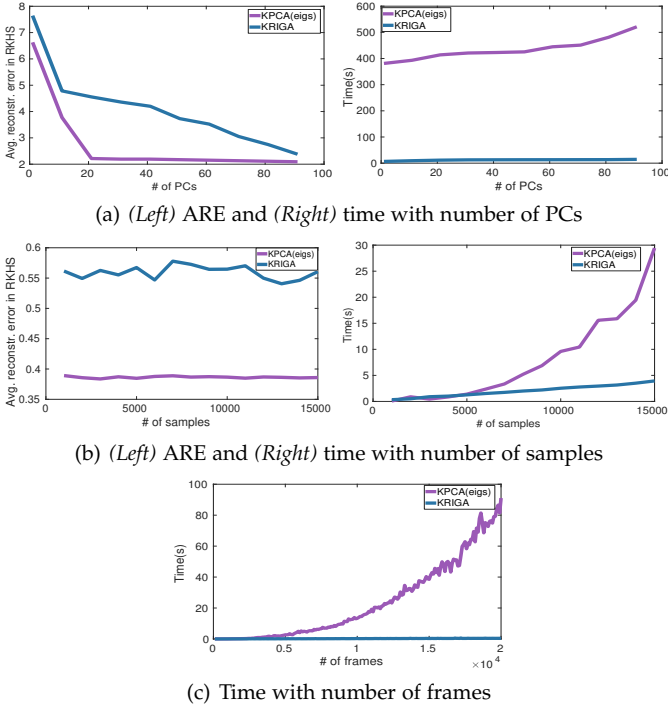 8
7
6
5
4
3
2
0 20 40 60 80 100
Avg. reconstr. error in RKHS
# of PCs
KPCA(eigs)
KRIGA
600
500
400
300
200
100
0
0 20 40 60 80 100
Time(s)
# of PCs
KPCA(eigs)
KRIGA
(a) (Left) ARE and (Right) time with number of PCs
0.6
0.55
0.5
0.45
0.4
0.35
0 5000 10000 15000
Avg. reconstr. error in RKHS
# of samples
KPCA(eigs)
KRIGA
30
25
20
15
10
5
0
0 5000 10000 15000
Time(s)
# of samples
KPCA(eigs)
KRIGA
(b) (Left) ARE and (Right) time with number of samples
100
80
60
40
20
0
0 0.5 1 1.5 2
×10⁴
Time(s)
# of frames
KPCA(eigs)
KRIGA
(c) Time with number of frames